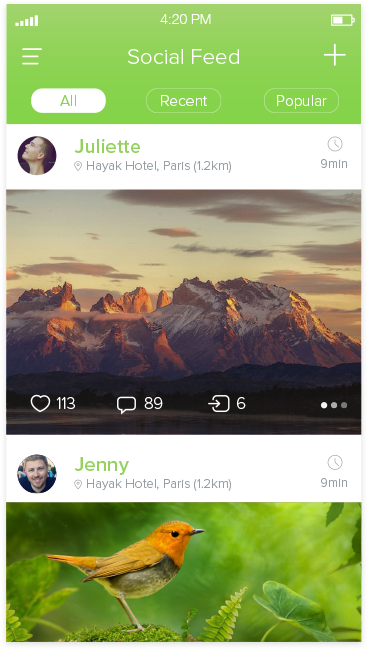 4:20 PM
Social Feed
All Recent Popular
Juliette
Hayak Hotel, Paris (1.2km)
9min
113 89 6
Jenny
Hayak Hotel, Paris (1.2km)
9min